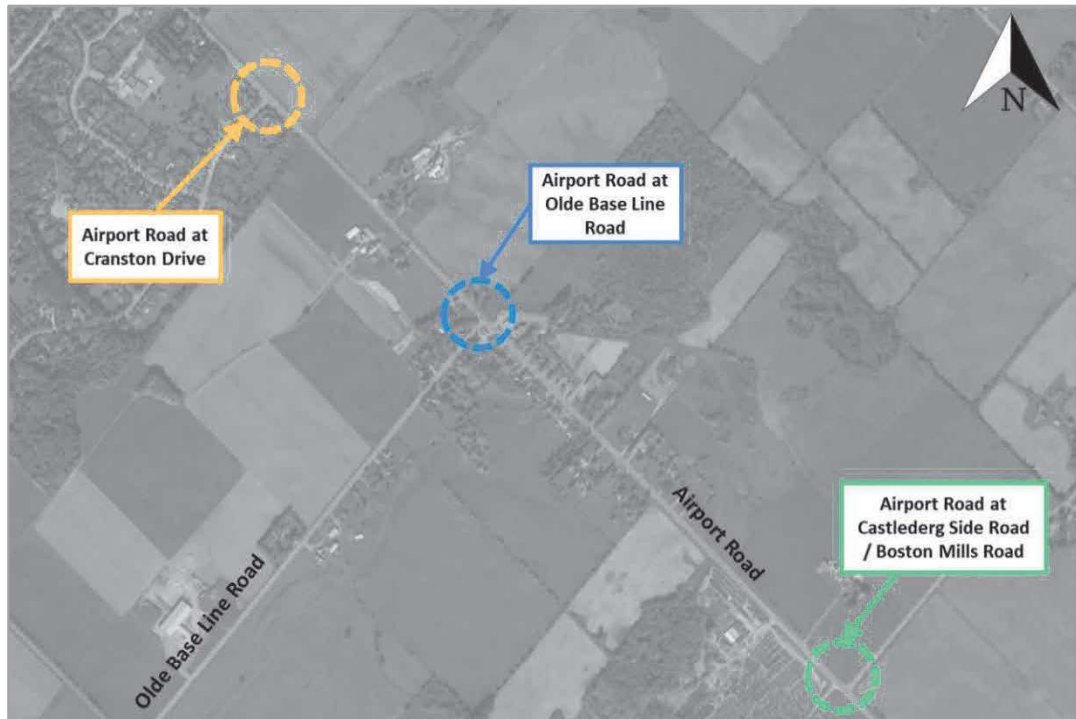 N
Airport Road at
Olde Base Line
Road
Airport Road at
Cranston Drive
Airport Road at
Castlederg Side Road
/ Boston Mills Road
Airport Road
Olde Base Line Road